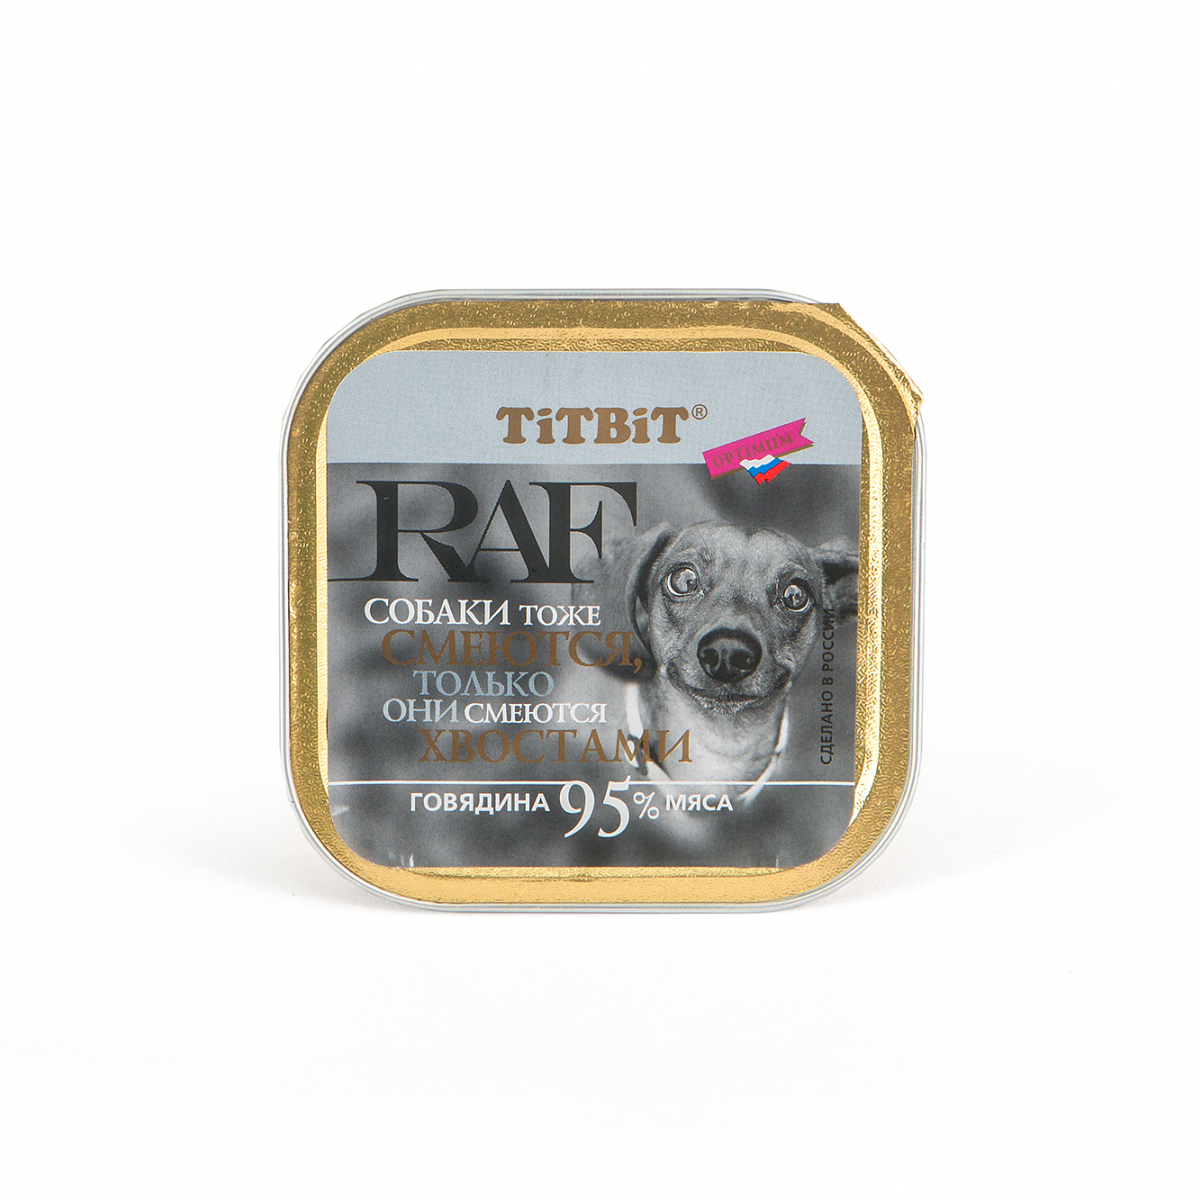 TiTBiT®
OPTIMUM
RAF
СОБАКИ ТОЖЕ
СМЕЮТСЯ,
ТОЛЬКО
ОНИ СМЕЮТСЯ
ХВОСТАМИ
СДЕЛАНО В РОССИИ
ГОВЯДИНА 95% МЯСА